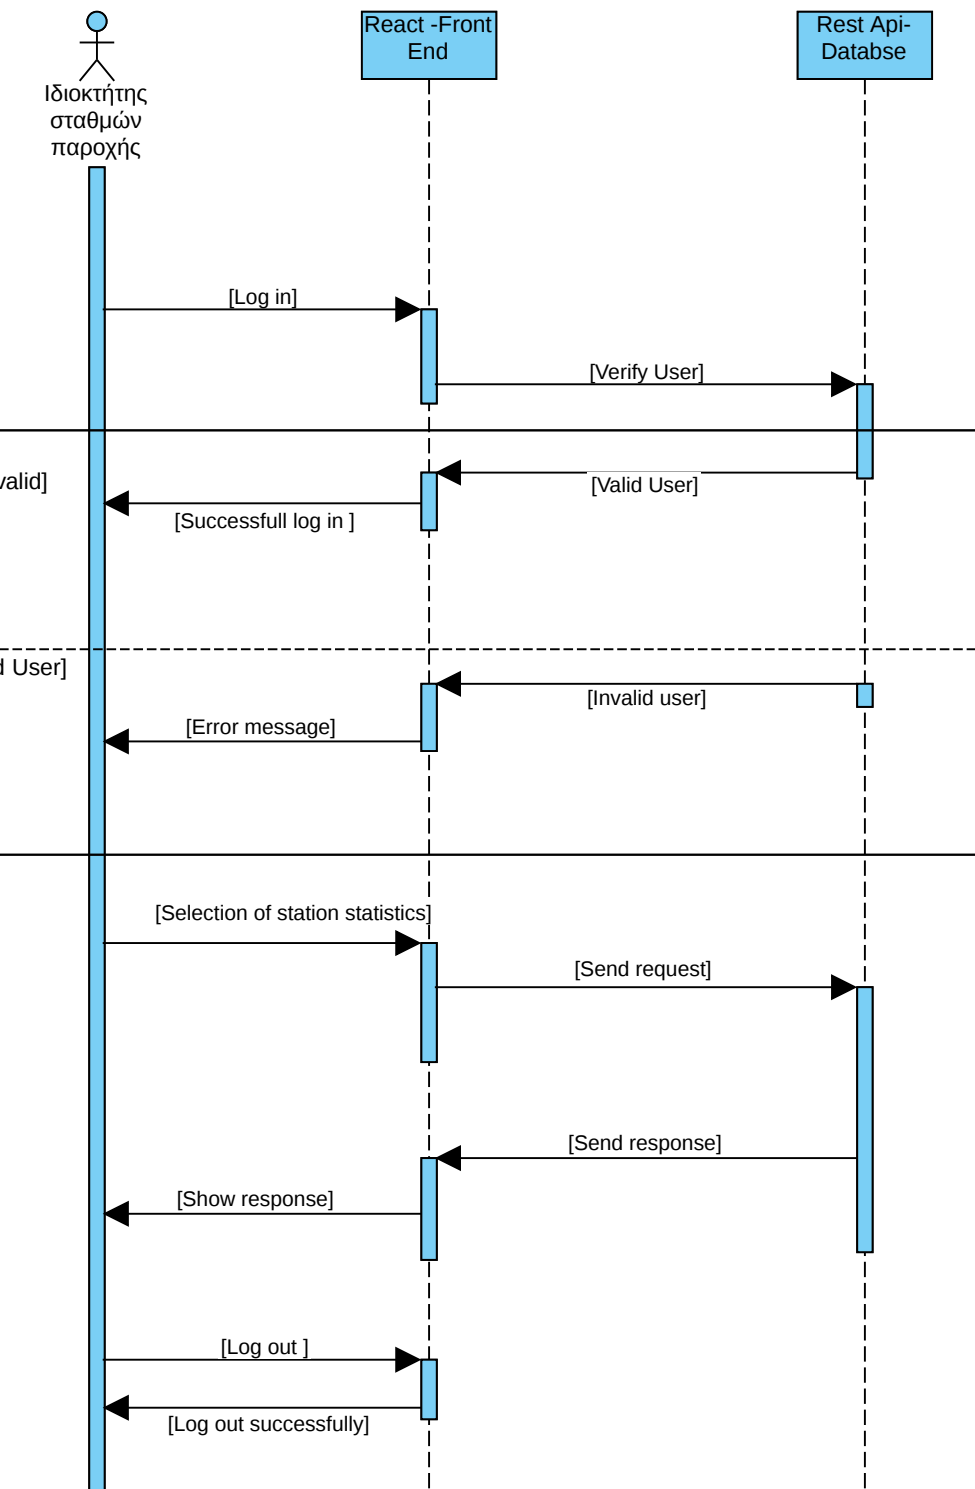 React -Front
End
Rest Api-
Databse
Ιδιοκτήτης
σταθμών
παροχής
[Log in]
[Verify User]
valid]
[Valid User]
[Successfull log in ]
d User]
[Invalid user]
[Error message]
[Selection of station statistics]
[Send request]
[Send response]
[Show response]
[Log out ]
[Log out successfully]